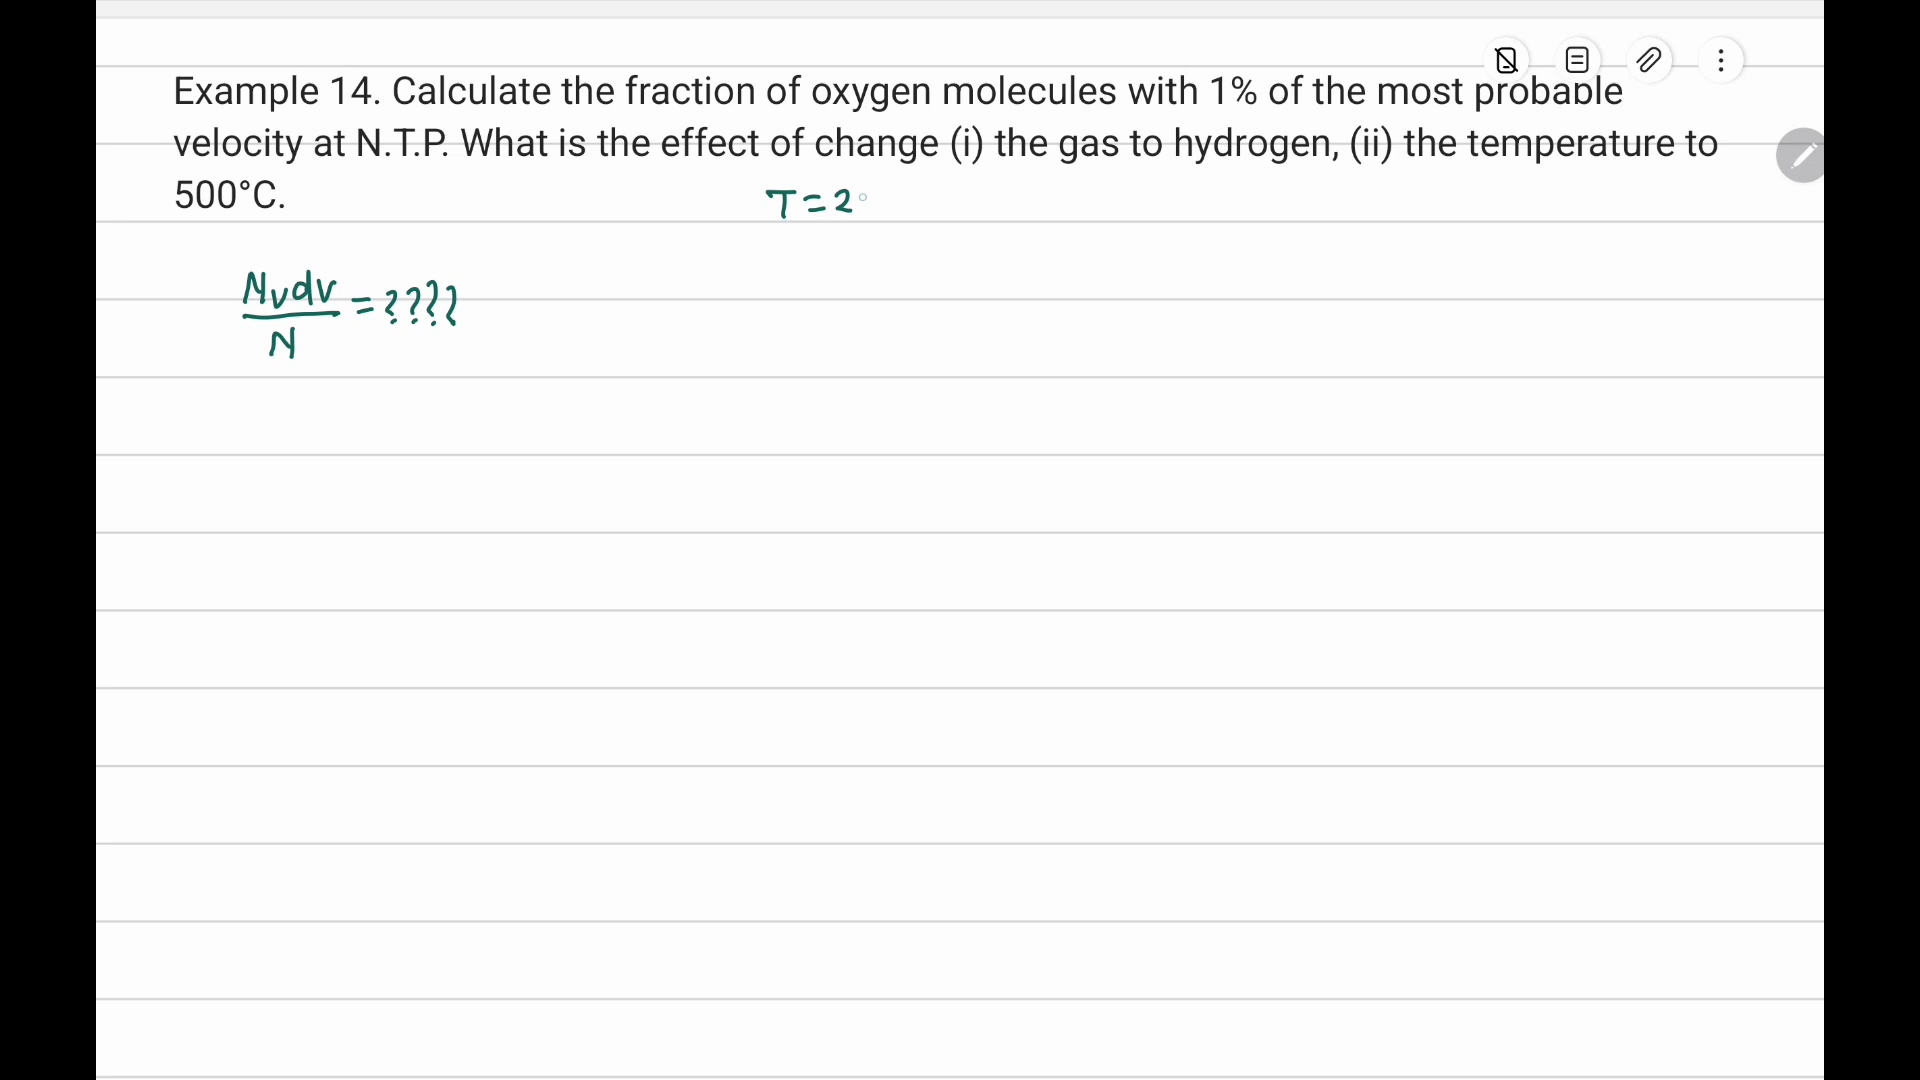 Example 14. Calculate the fraction of oxygen molecules with 1% of the most probable
velocity at N.T.P. What is the effect of change (i) the gas to hydrogen, (ii) the temperature to
500°C.
T = 2
Nvdv
N
= ????